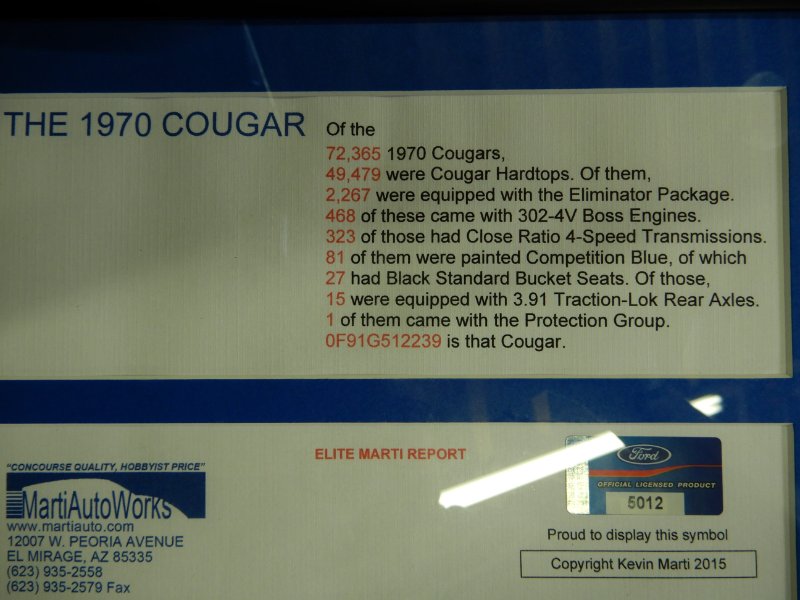 THE 1970 COUGAR
Of the
72,365 1970 Cougars,
49,479 were Cougar Hardtops. Of them,
2,267 were equipped with the Eliminator Package.
468 of these came with 302-4V Boss Engines.
323 of those had Close Ratio 4-Speed Transmissions.
81 of them were painted Competition Blue, of which
27 had Black Standard Bucket Seats. Of those,
15 were equipped with 3.91 Traction-Lok Rear Axles.
1 of them came with the Protection Group.
0F91G512239 is that Cougar.
"CONCOURSE QUALITY, HOBBYIST PRICE"
MartiAutoWorks
www.martiauto.com
12007 W. PEORIA AVENUE
EL MIRAGE, AZ 85335
(623) 935-2558
(623) 935-2579 Fax
ELITE MARTI REPORT
Ford
OFFICIAL LICENSED PRODUCT
5012
Proud to display this symbol
Copyright Kevin Marti 2015